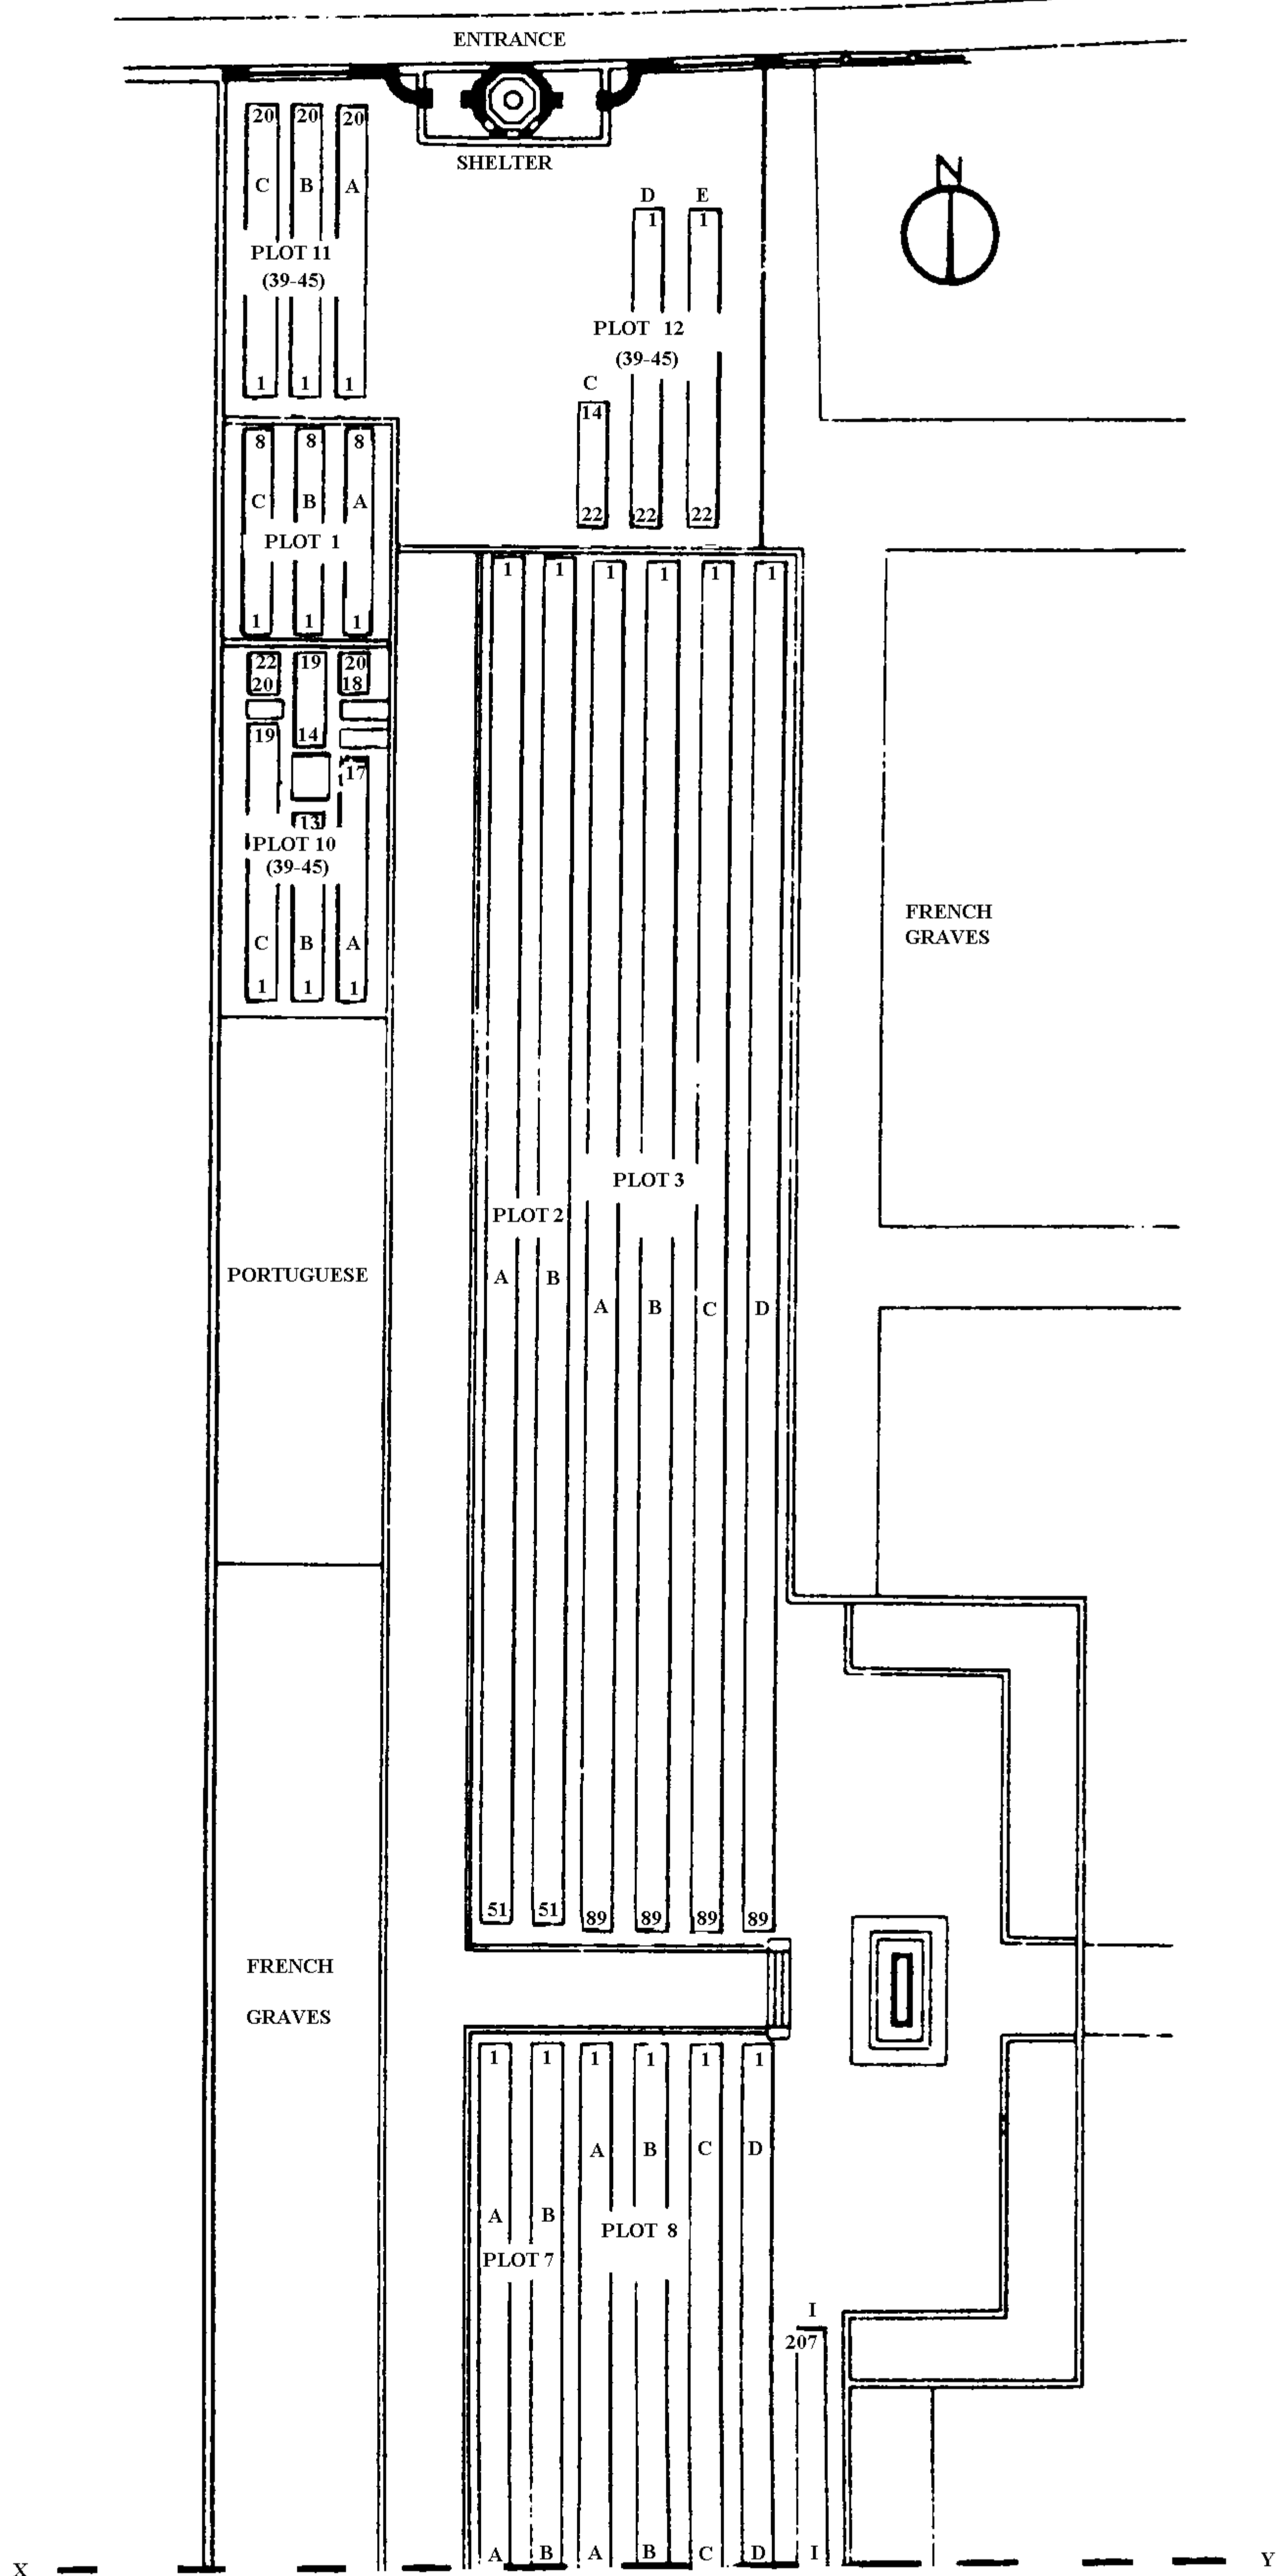 ENTRANCE
SHELTER
N
20 20 20
C B A
PLOT 11
(39-45)
1 1 1
D E
1 1
PLOT 12
(39-45)
C
14
22 22 22
8 8 8
C B A
PLOT 1
1 1 1
1 1 1 1 1 1
22 19 20
20 18
19 14
17
13
PLOT 10
(39-45)
C B A
1 1 1
FRENCH
GRAVES
PLOT 3
PLOT 2
PORTUGUESE
A B
A B C D
51 51 89 89 89 89
FRENCH
GRAVES
1 1 1 1 1 1
A B C D
A B
PLOT 8
PLOT 7
I
207
A B A B C D I
X Y